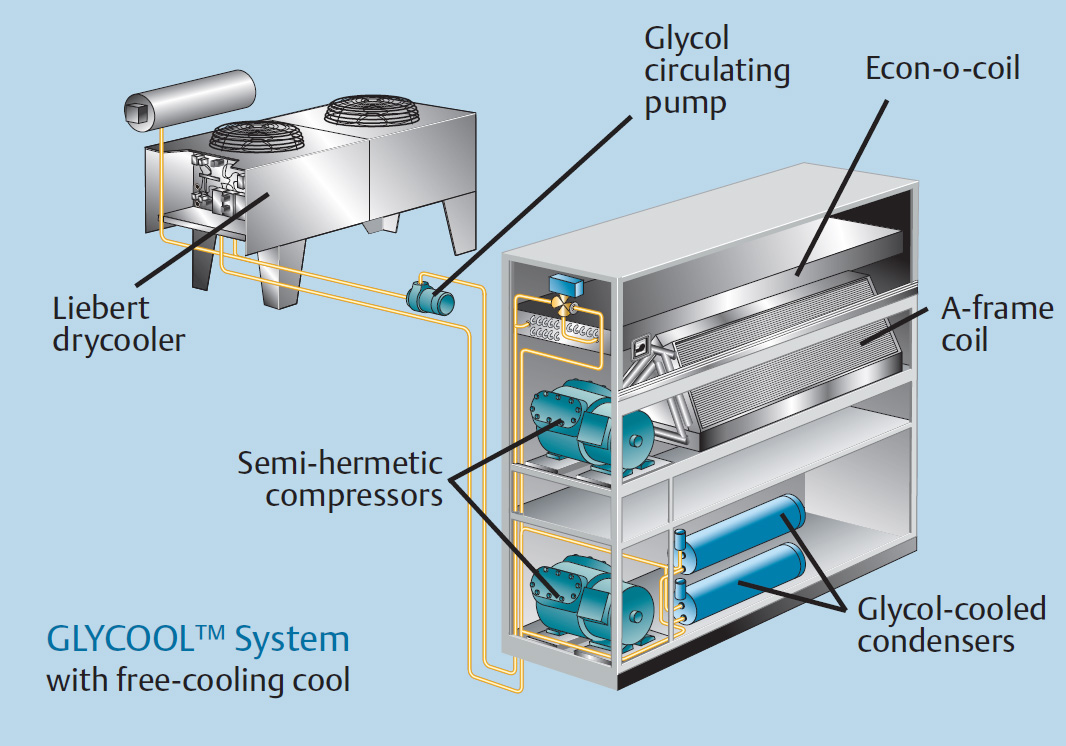 Glycol
circulating
pump
Econ-o-coil
Liebert
drycooler
A-frame
coil
Semi-hermetic
compressors
Glycol-cooled
condensers
GLYCOOL™ System
with free-cooling cool